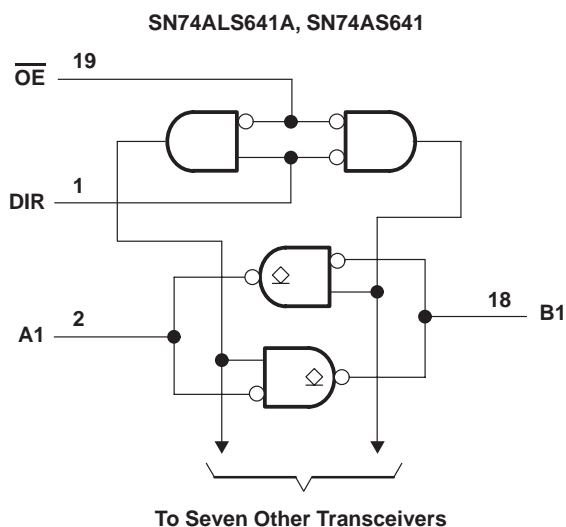 SN74ALS641A, SN74AS641
OE 19
DIR 1
A1 2
18 B1
To Seven Other Transceivers